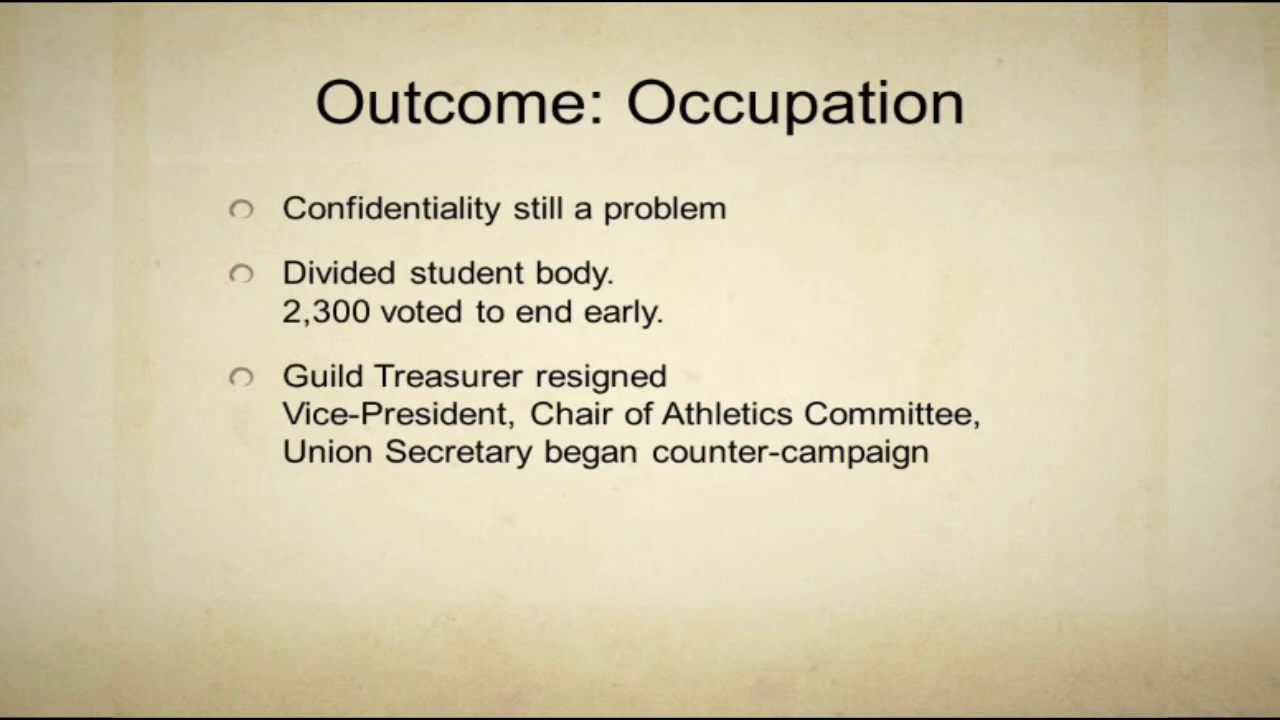 Outcome: Occupation
Confidentiality still a problem
Divided student body.
2,300 voted to end early.
Guild Treasurer resigned
Vice-President, Chair of Athletics Committee,
Union Secretary began counter-campaign